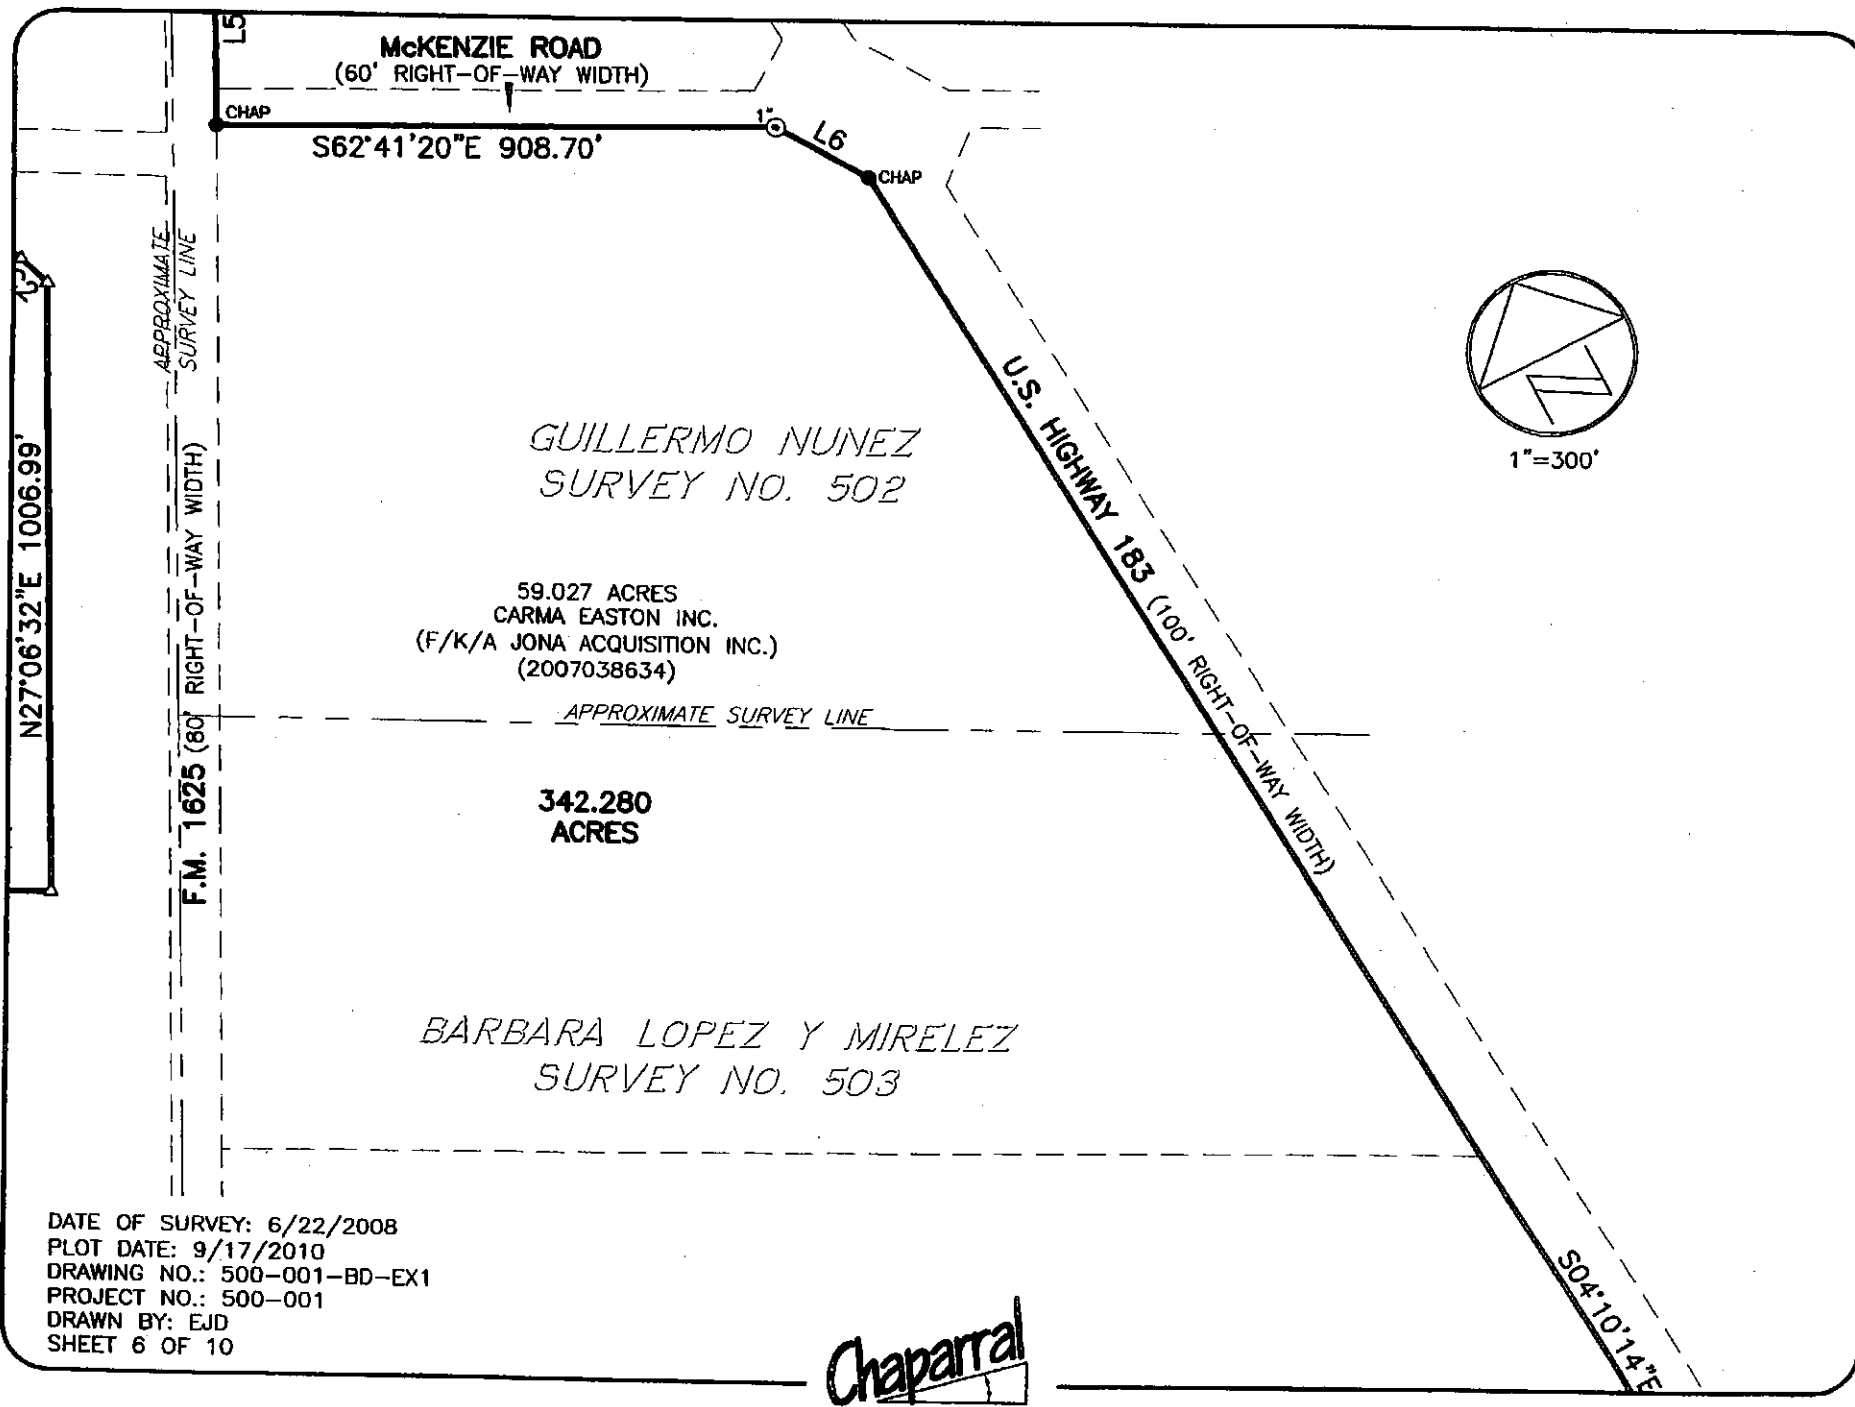 L5
McKENZIE ROAD
(60' RIGHT-OF-WAY WIDTH)
CHAP
1"
L6
S62°41'20"E 908.70'
CHAP
APPROXIMATE
SURVEY LINE
N27°06'32"E 1006.99'
U.S. HIGHWAY 183 (100' RIGHT-OF-WAY WIDTH)
1"=300'
GUILLERMO NUNEZ
SURVEY NO. 502
F.M. 1625 (80' RIGHT-OF-WAY WIDTH)
59.027 ACRES
CARMA EASTON INC.
(F/K/A JONA ACQUISITION INC.)
(2007038634)
APPROXIMATE SURVEY LINE
342.280
ACRES
BARBARA LOPEZ Y MIRELEZ
SURVEY NO. 503
S04°10'14"E
DATE OF SURVEY: 6/22/2008
PLOT DATE: 9/17/2010
DRAWING NO.: 500-001-BD-EX1
PROJECT NO.: 500-001
DRAWN BY: EJD
SHEET 6 OF 10
Chaparral